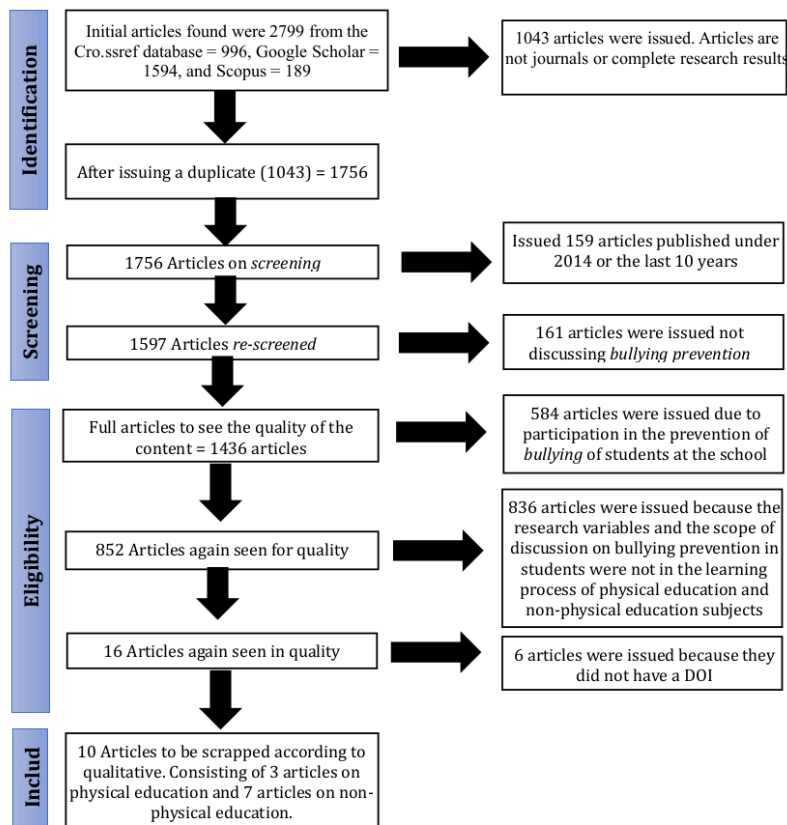 Identification
Initial articles found were 2799 from the
Cro.ssref database = 996, Google Scholar =
1594, and Scopus = 189
1043 articles were issued. Articles are
not journals or complete research results
After issuing a duplicate (1043) = 1756
Screening
1756 Articles on screening
Issued 159 articles published under
2014 or the last 10 years
1597 Articles re-screened
161 articles were issued not
discussing bullying prevention
Eligibility
Full articles to see the quality of the
content = 1436 articles
584 articles were issued due to
participation in the prevention of
bullying of students at the school
852 Articles again seen for quality
836 articles were issued because the
research variables and the scope of
discussion on bullying prevention in
students were not in the learning
process of physical education and
non-physical education subjects
16 Articles again seen in quality
6 articles were issued because they
did not have a DOI
Includ
10 Articles to be scrapped according to
qualitative. Consisting of 3 articles on
physical education and 7 articles on non-
physical education.